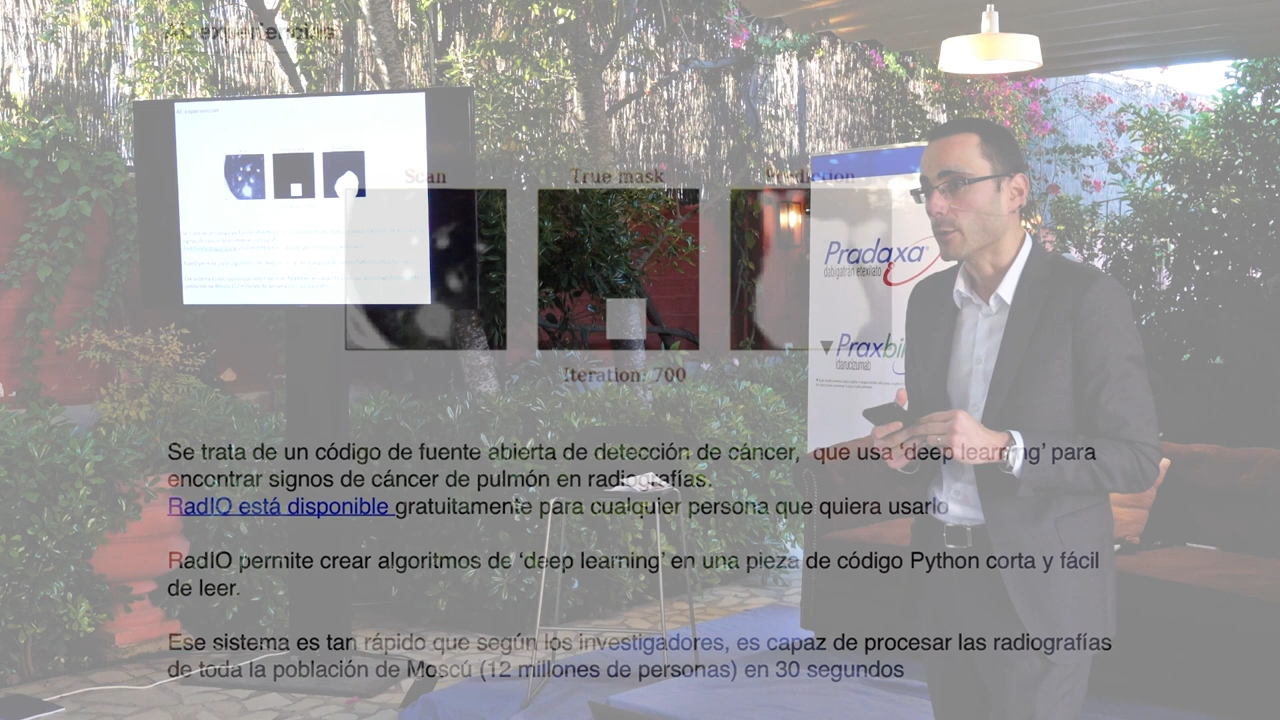 AI experiencias
Scan
True mask
Prediction
Iteration: 700
Pradaxa®
dabigatrán etexilato
Praxbi
idarucizumab
Se trata de un código de fuente abierta de detección de cáncer, que usa ‘deep learning’ para
encontrar signos de cáncer de pulmón en radiografías.
RadIO está disponible gratuitamente para cualquier persona que quiera usarlo
RadIO permite crear algoritmos de ‘deep learning’ en una pieza de código Python corta y fácil
de leer.
Ese sistema es tan rápido que según los investigadores, es capaz de procesar las radiografías
de toda la población de Moscú (12 millones de personas) en 30 segundos